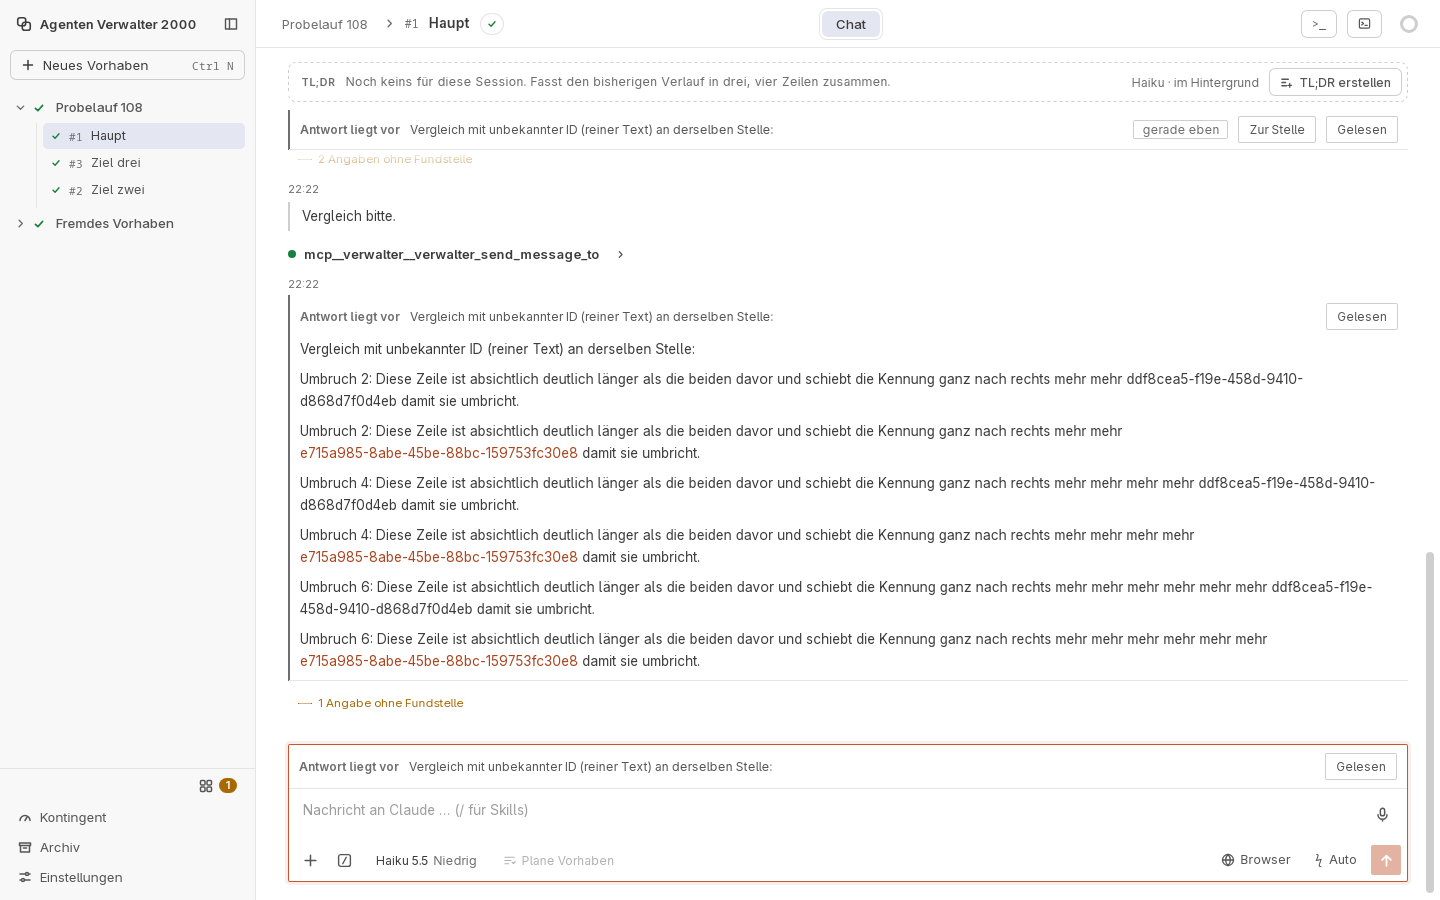 Agenten Verwalter 2000
Neues Vorhaben Ctrl N
Probelauf 108
#1 Haupt
#3 Ziel drei
#2 Ziel zwei
Fremdes Vorhaben
1
Kontingent
Archiv
Einstellungen
Probelauf 108 #1 Haupt
Chat
>_
TL;DR Noch keins für diese Session. Fasst den bisherigen Verlauf in drei, vier Zeilen zusammen. Haiku · im Hintergrund TL;DR erstellen
Antwort liegt vor Vergleich mit unbekannter ID (reiner Text) an derselben Stelle: gerade eben Zur Stelle Gelesen
2 Angaben ohne Fundstelle
22:22
Vergleich bitte.
mcp__verwalter__verwalter_send_message_to
22:22
Antwort liegt vor Vergleich mit unbekannter ID (reiner Text) an derselben Stelle: Gelesen
Vergleich mit unbekannter ID (reiner Text) an derselben Stelle:
Umbruch 2: Diese Zeile ist absichtlich deutlich länger als die beiden davor und schiebt die Kennung ganz nach rechts mehr mehr ddf8cea5-f19e-458d-9410-
d868d7f0d4eb damit sie umbricht.
Umbruch 2: Diese Zeile ist absichtlich deutlich länger als die beiden davor und schiebt die Kennung ganz nach rechts mehr mehr
e715a985-8abe-45be-88bc-159753fc30e8 damit sie umbricht.
Umbruch 4: Diese Zeile ist absichtlich deutlich länger als die beiden davor und schiebt die Kennung ganz nach rechts mehr mehr mehr mehr ddf8cea5-f19e-458d-9410-
d868d7f0d4eb damit sie umbricht.
Umbruch 4: Diese Zeile ist absichtlich deutlich länger als die beiden davor und schiebt die Kennung ganz nach rechts mehr mehr mehr mehr
e715a985-8abe-45be-88bc-159753fc30e8 damit sie umbricht.
Umbruch 6: Diese Zeile ist absichtlich deutlich länger als die beiden davor und schiebt die Kennung ganz nach rechts mehr mehr mehr mehr mehr mehr ddf8cea5-f19e-
458d-9410-d868d7f0d4eb damit sie umbricht.
Umbruch 6: Diese Zeile ist absichtlich deutlich länger als die beiden davor und schiebt die Kennung ganz nach rechts mehr mehr mehr mehr mehr mehr
e715a985-8abe-45be-88bc-159753fc30e8 damit sie umbricht.
1 Angabe ohne Fundstelle
Antwort liegt vor Vergleich mit unbekannter ID (reiner Text) an derselben Stelle: Gelesen
Nachricht an Claude … (/ für Skills)
Haiku 5.5 Niedrig Plane Vorhaben Browser Auto